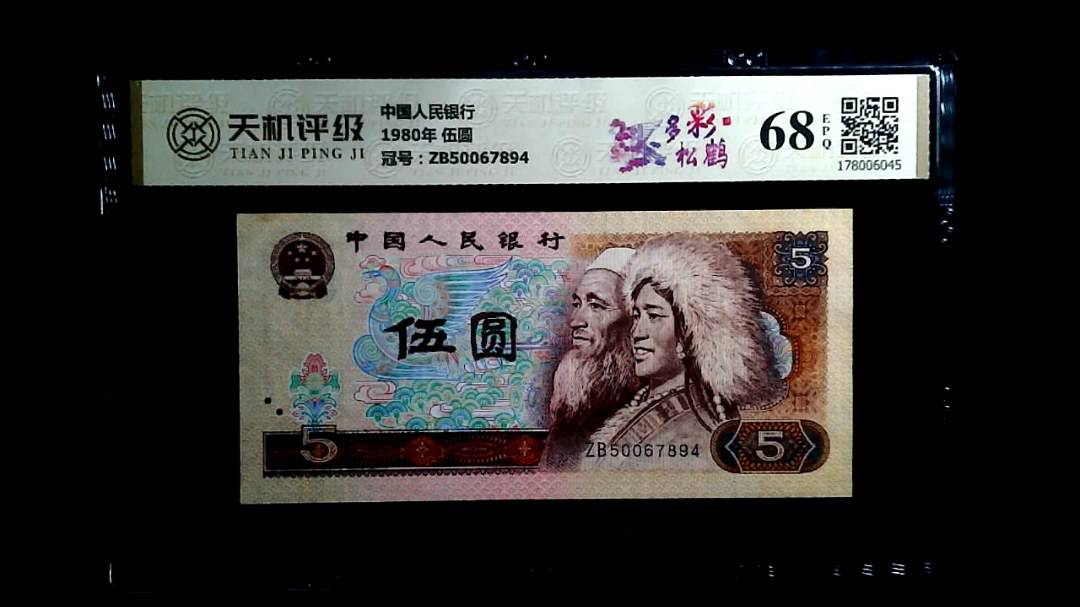 天机评级
TIAN JI PING JI
中国人民银行
1980年 伍圆
冠号：ZB50067894
多彩
松鹤
68
EPQ
178006045
中国人民银行
5
伍圆
5
ZB50067894
5